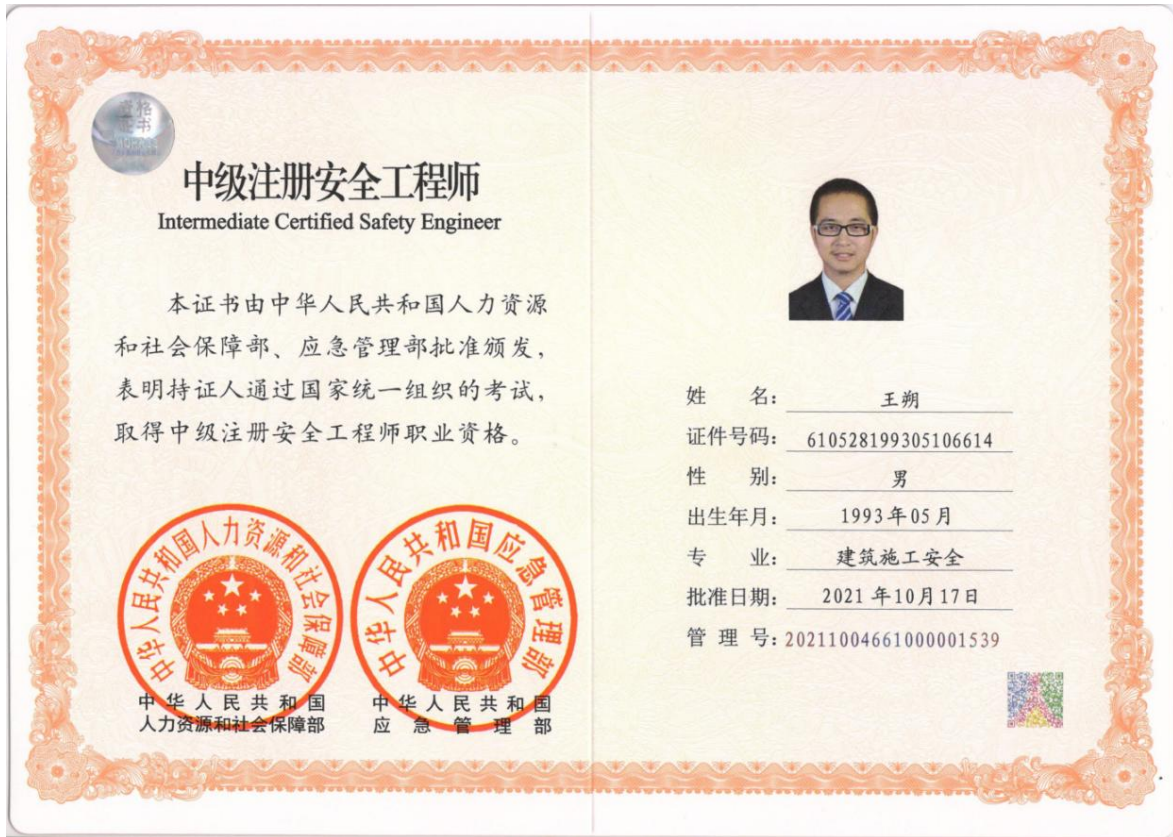 资格
证书
中级注册安全工程师
Intermediate Certified Safety Engineer
本证书由中华人民共和国人力资源
和社会保障部、应急管理部批准颁发，
表明持证人通过国家统一组织的考试，
取得中级注册安全工程师职业资格。
中华人民共和国人力资源和社会保障部
中华人民共和国应急管理部
中华人民共和国
人力资源和社会保障部
中华人民共和国
应急管理部
姓 名：王朔
证件号码：610528199305106614
性 别：男
出生年月：1993年05月
专 业：建筑施工安全
批准日期：2021年10月17日
管 理 号：20211004661000001539